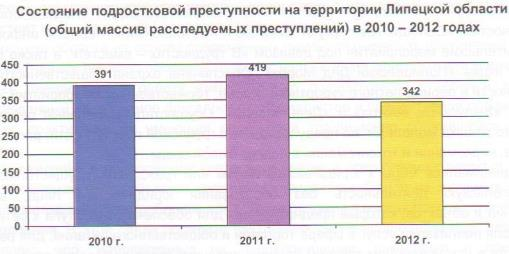 Состояние подростковой преступности на территории Липецкой области
(общий массив расследуемых преступлений) в 2010 – 2012 годах
450
400
350
300
250
200
150
100
50
0
391
419
342
2010 г.
2011 г.
2012 г.